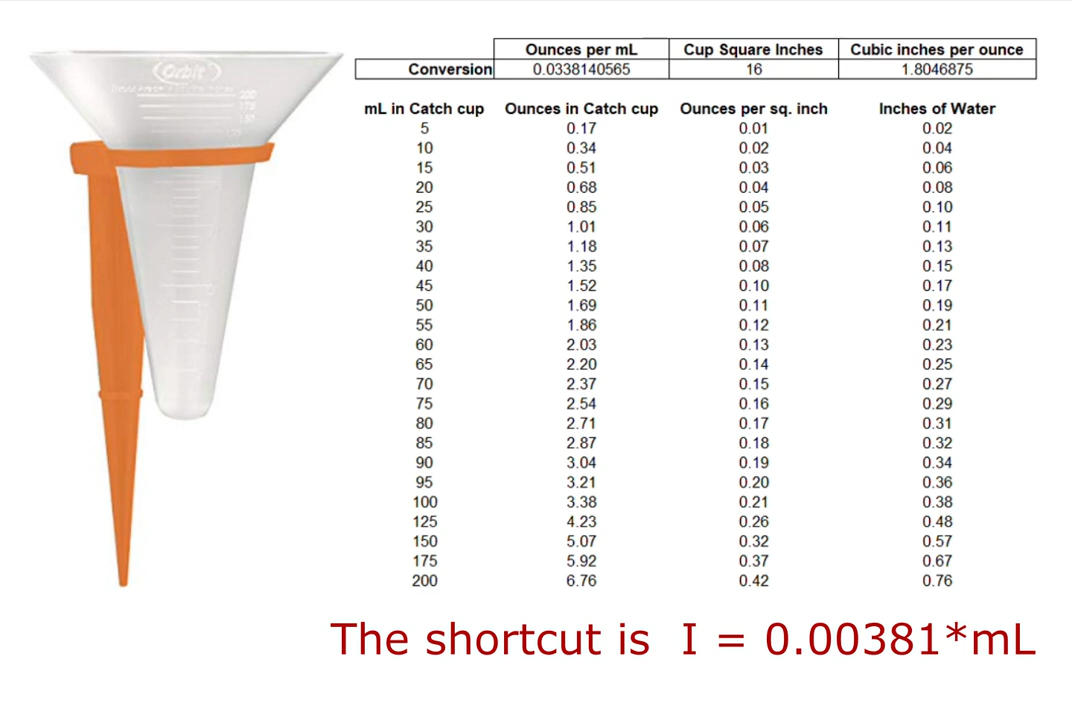 Ounces per mL Cup Square Inches Cubic inches per ounce
Conversion 0.0338140565 16 1.8046875
mL in Catch cup Ounces in Catch cup Ounces per sq. inch Inches of Water
5 0.17 0.01 0.02
10 0.34 0.02 0.04
15 0.51 0.03 0.06
20 0.68 0.04 0.08
25 0.85 0.05 0.10
30 1.01 0.06 0.11
35 1.18 0.07 0.13
40 1.35 0.08 0.15
45 1.52 0.10 0.17
50 1.69 0.11 0.19
55 1.86 0.12 0.21
60 2.03 0.13 0.23
65 2.20 0.14 0.25
70 2.37 0.15 0.27
75 2.54 0.16 0.29
80 2.71 0.17 0.31
85 2.87 0.18 0.32
90 3.04 0.19 0.34
95 3.21 0.20 0.36
100 3.38 0.21 0.38
125 4.23 0.26 0.48
150 5.07 0.32 0.57
175 5.92 0.37 0.67
200 6.76 0.42 0.76
The shortcut is I = 0.00381*mL
Orbit
200
175
150
125